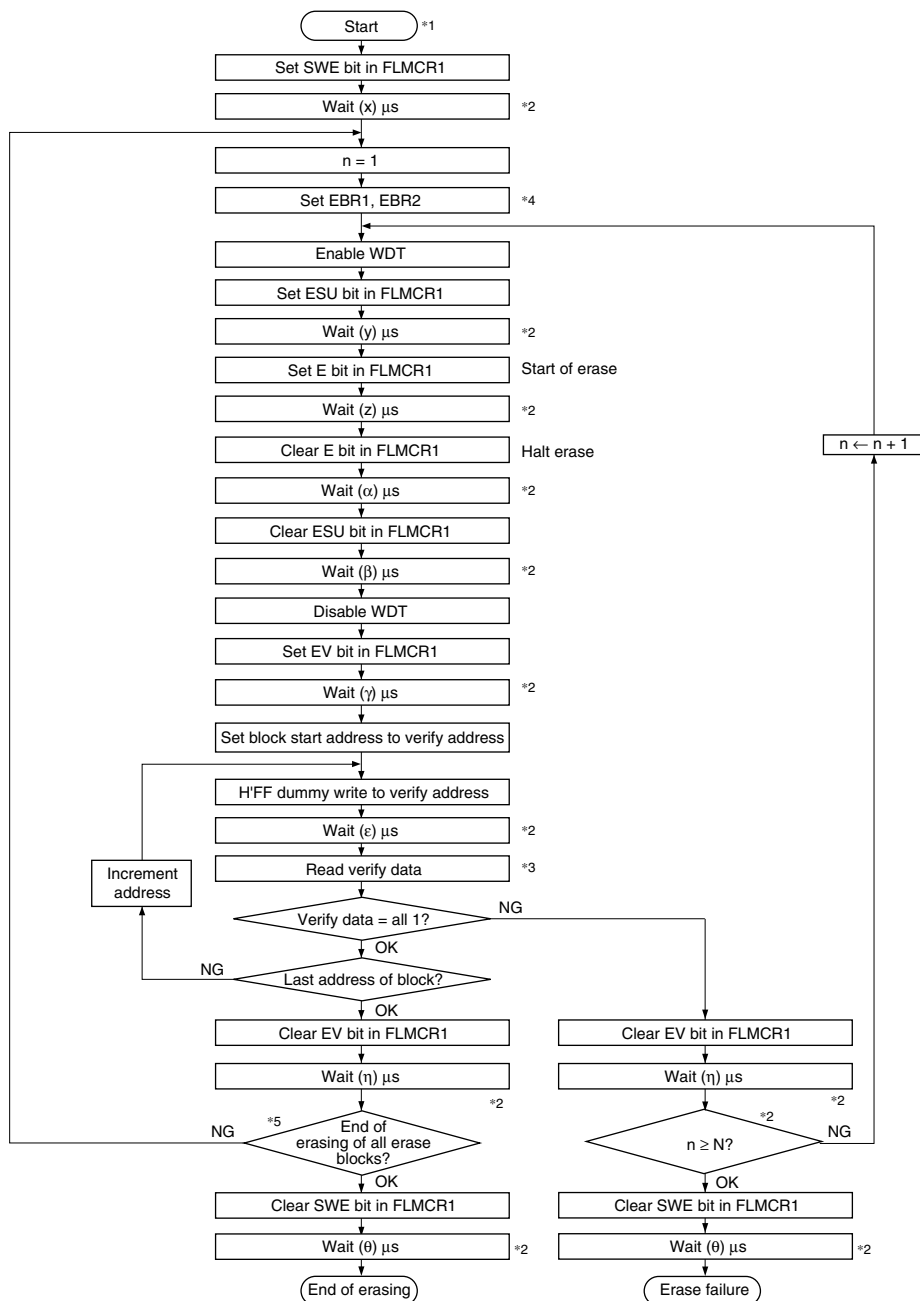 Start *1
Set SWE bit in FLMCR1
Wait (x) μs *2
n = 1
Set EBR1, EBR2 *4
Enable WDT
Set ESU bit in FLMCR1
Wait (y) μs *2
Set E bit in FLMCR1 Start of erase
Wait (z) μs *2
Clear E bit in FLMCR1 Halt erase
n ← n + 1
Wait (α) μs *2
Clear ESU bit in FLMCR1
Wait (β) μs *2
Disable WDT
Set EV bit in FLMCR1
Wait (γ) μs *2
Set block start address to verify address
H'FF dummy write to verify address
Wait (ε) μs *2
Increment
address
Read verify data *3
Verify data = all 1? NG
OK
NG Last address of block?
OK
Clear EV bit in FLMCR1
Wait (η) μs
*2
NG *5 End of
erasing of all erase
blocks?
OK
Clear SWE bit in FLMCR1
Wait (θ) μs *2
End of erasing
Clear EV bit in FLMCR1
Wait (η) μs
*2
*2
n ≥ N? NG
OK
Clear SWE bit in FLMCR1
Wait (θ) μs *2
Erase failure